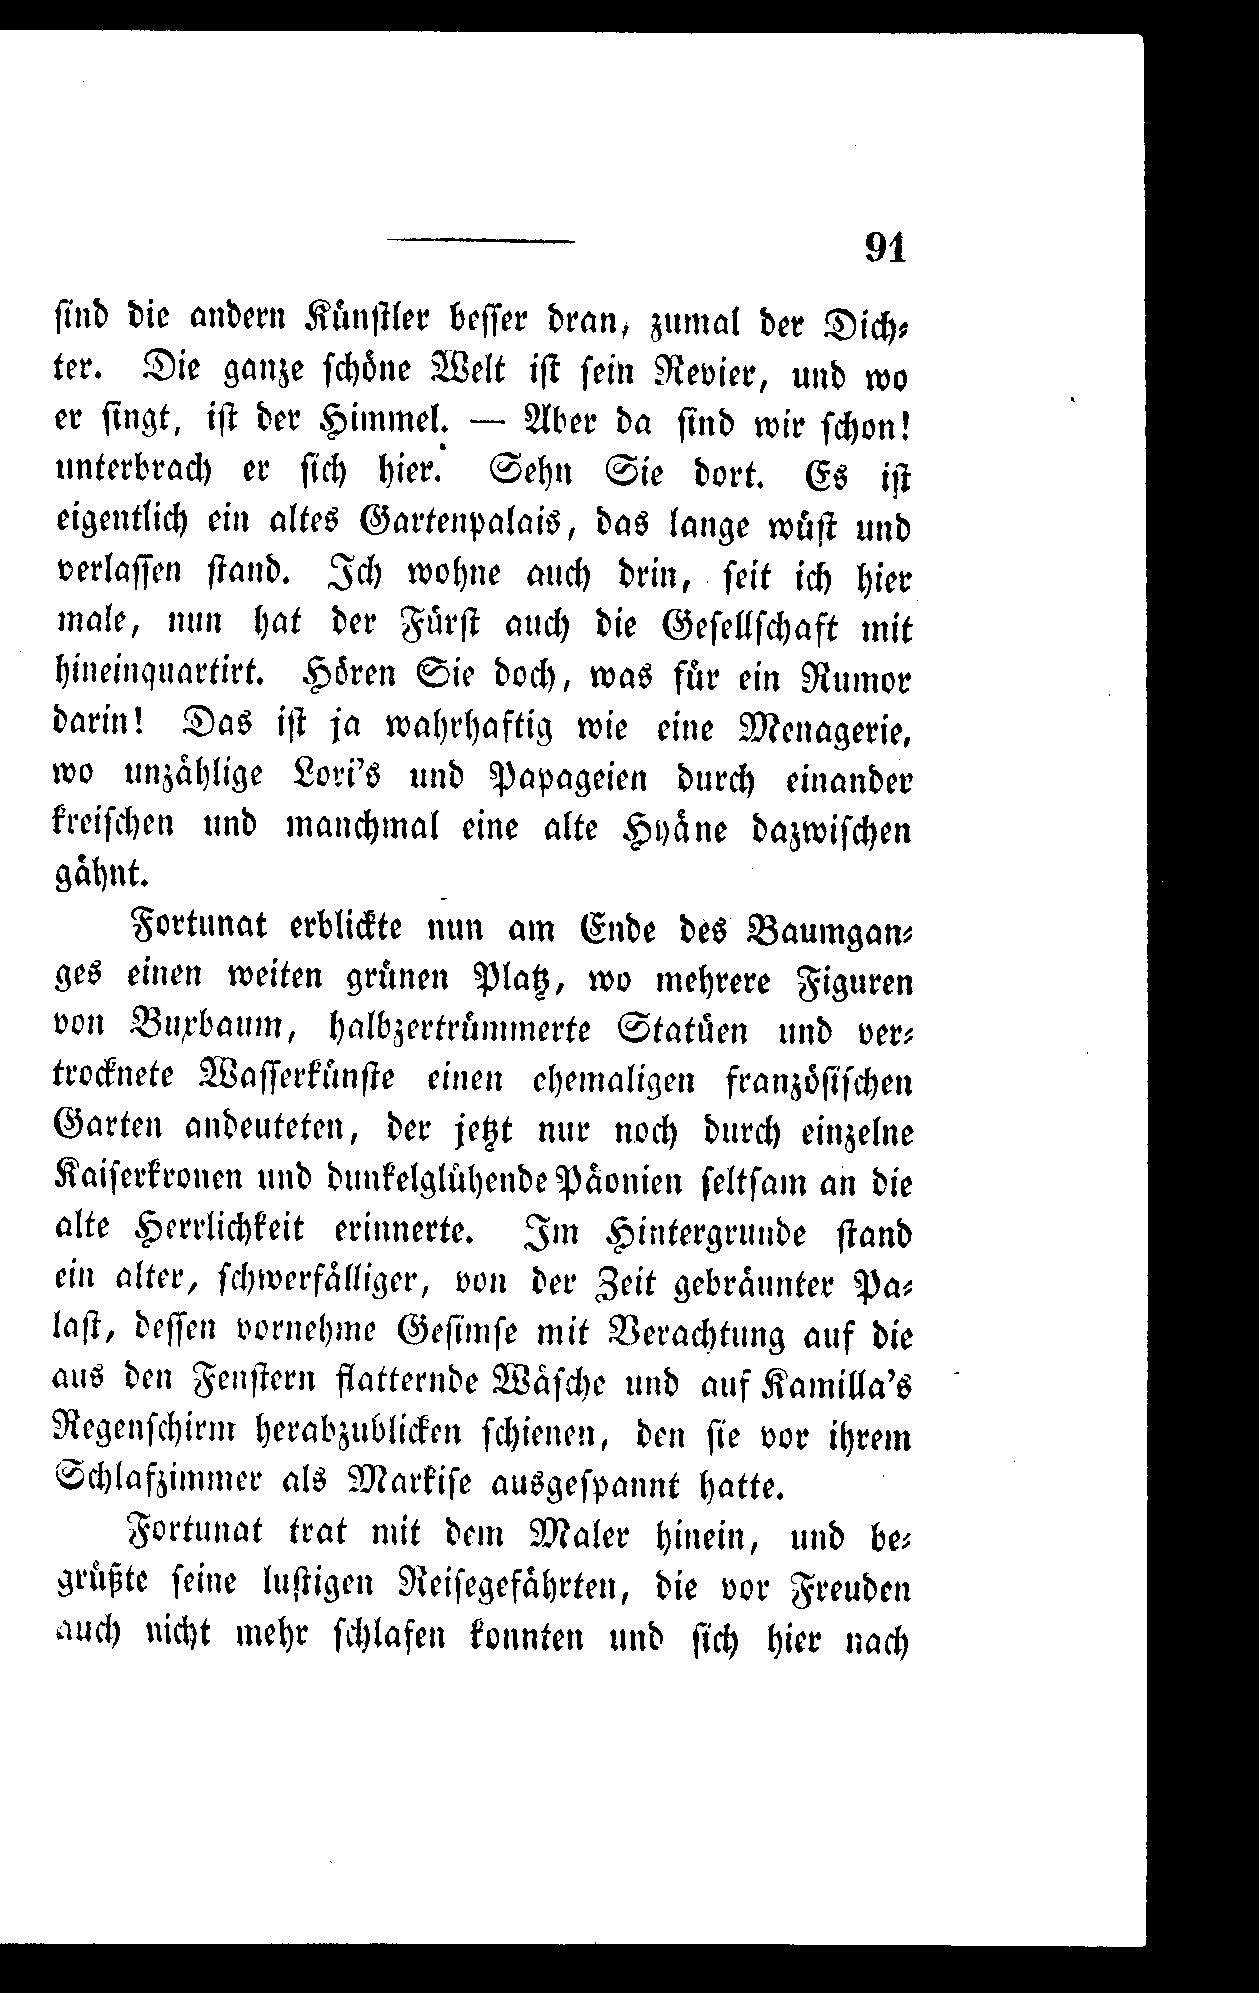 91
sind die andern Künstler besser dran, zumal der Dich-
ter. Die ganze schöne Welt ist sein Revier, und wo
er singt, ist der Himmel. — Aber da sind wir schon!
unterbrach er sich hier. Sehn Sie dort. Es ist
eigentlich ein altes Gartenpalais, das lange wüst und
verlassen stand. Ich wohne auch drin, seit ich hier
male, nun hat der Fürst auch die Gesellschaft mit
hineinquartirt. Hören Sie doch, was für ein Rumor
darin! Das ist ja wahrhaftig wie eine Menagerie,
wo unzählige Lori's und Papageien durch einander
kreischen und manchmal eine alte Hyäne dazwischen
gähnt.
Fortunat erblickte nun am Ende des Baumgan-
ges einen weiten grünen Platz, wo mehrere Figuren
von Buxbaum, halbzertrümmerte Statüen und ver-
trocknete Wasserkünste einen ehemaligen französischen
Garten andeuteten, der jetzt nur noch durch einzelne
Kaiserkronen und dunkelglühende Päonien seltsam an die
alte Herrlichkeit erinnerte. Im Hintergrunde stand
ein alter, schwerfälliger, von der Zeit gebräunter Pa-
last, dessen vornehme Gesimse mit Verachtung auf die
aus den Fenstern flatternde Wäsche und auf Kamilla's
Regenschirm herabzublicken schienen, den sie vor ihrem
Schlafzimmer als Markise ausgespannt hatte.
Fortunat trat mit dem Maler hinein, und be-
grüßte seine lustigen Reisegefährten, die vor Freuden
auch nicht mehr schlafen konnten und sich hier nach